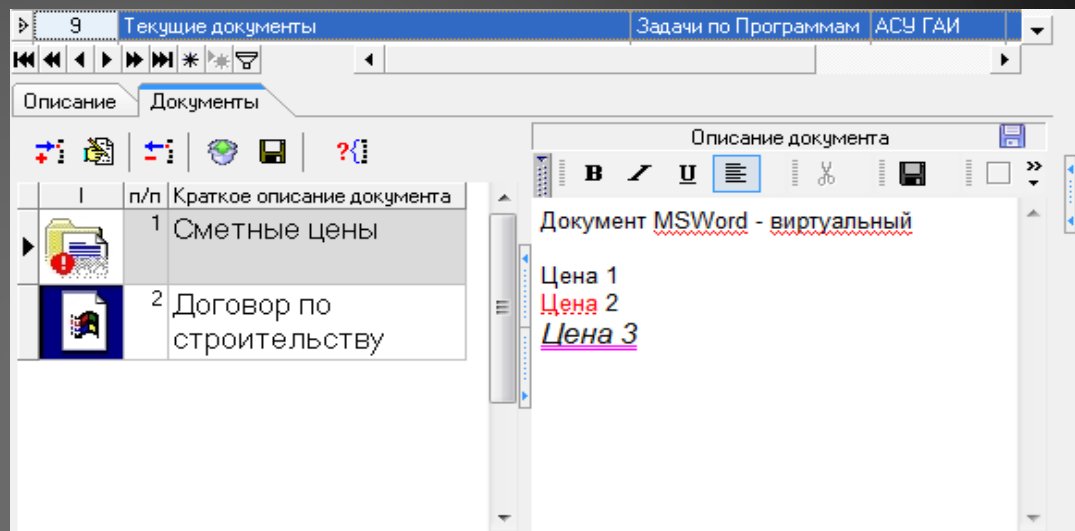 9 Текущие документы Задачи по Программам АСУ ГАИ
Описание Документы
?{}
Описание документа
B I U
I п/п Краткое описание документа
1 Сметные цены
2 Договор по
строительству
Документ MSWord - виртуальный
Цена 1
Цена 2
Цена 3